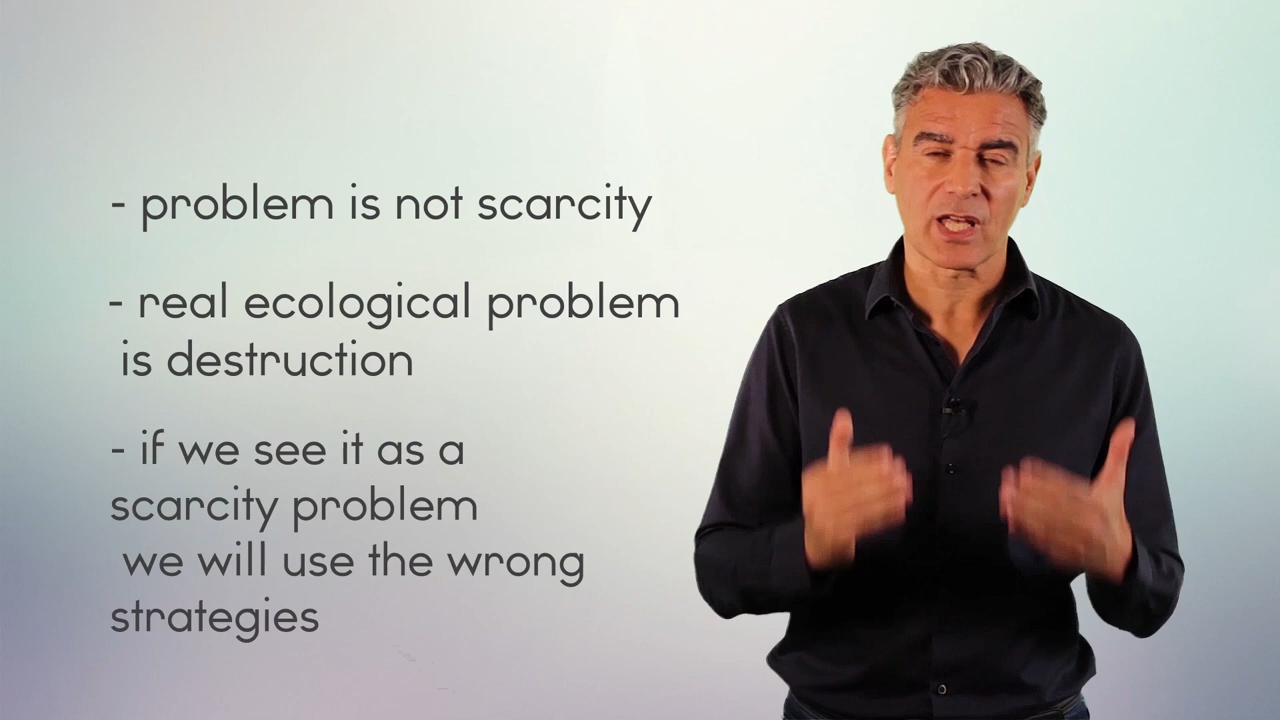 - problem is not scarcity
- real ecological problem
is destruction
- if we see it as a
scarcity problem
we will use the wrong
strategies